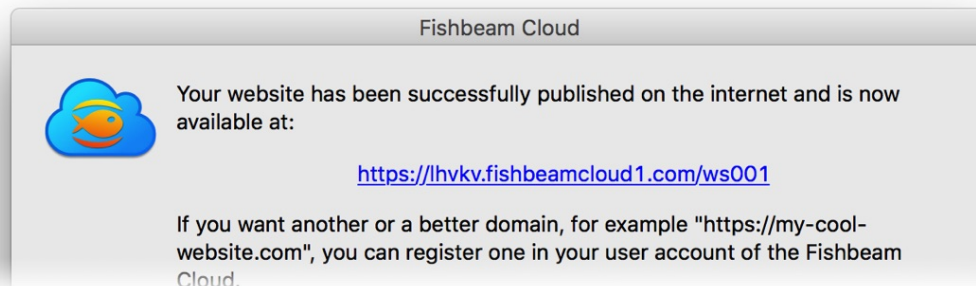 Fishbeam Cloud
Your website has been successfully published on the internet and is now
available at:
https://lhvkv.fishbeamcloud1.com/ws001
If you want another or a better domain, for example "https://my-cool-
website.com", you can register one in your user account of the Fishbeam
Cloud.